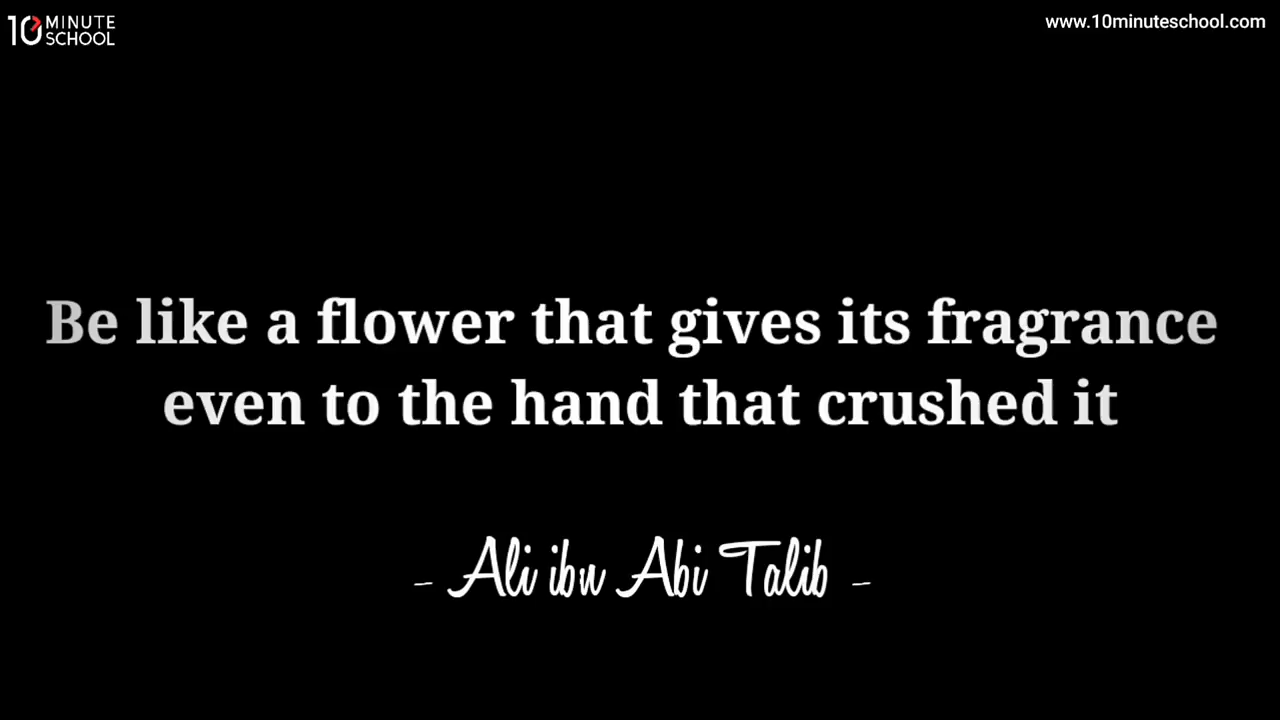 10 MINUTE SCHOOL
www.10minuteschool.com
Be like a flower that gives its fragrance
even to the hand that crushed it
- Ali ibn Abi Talib -